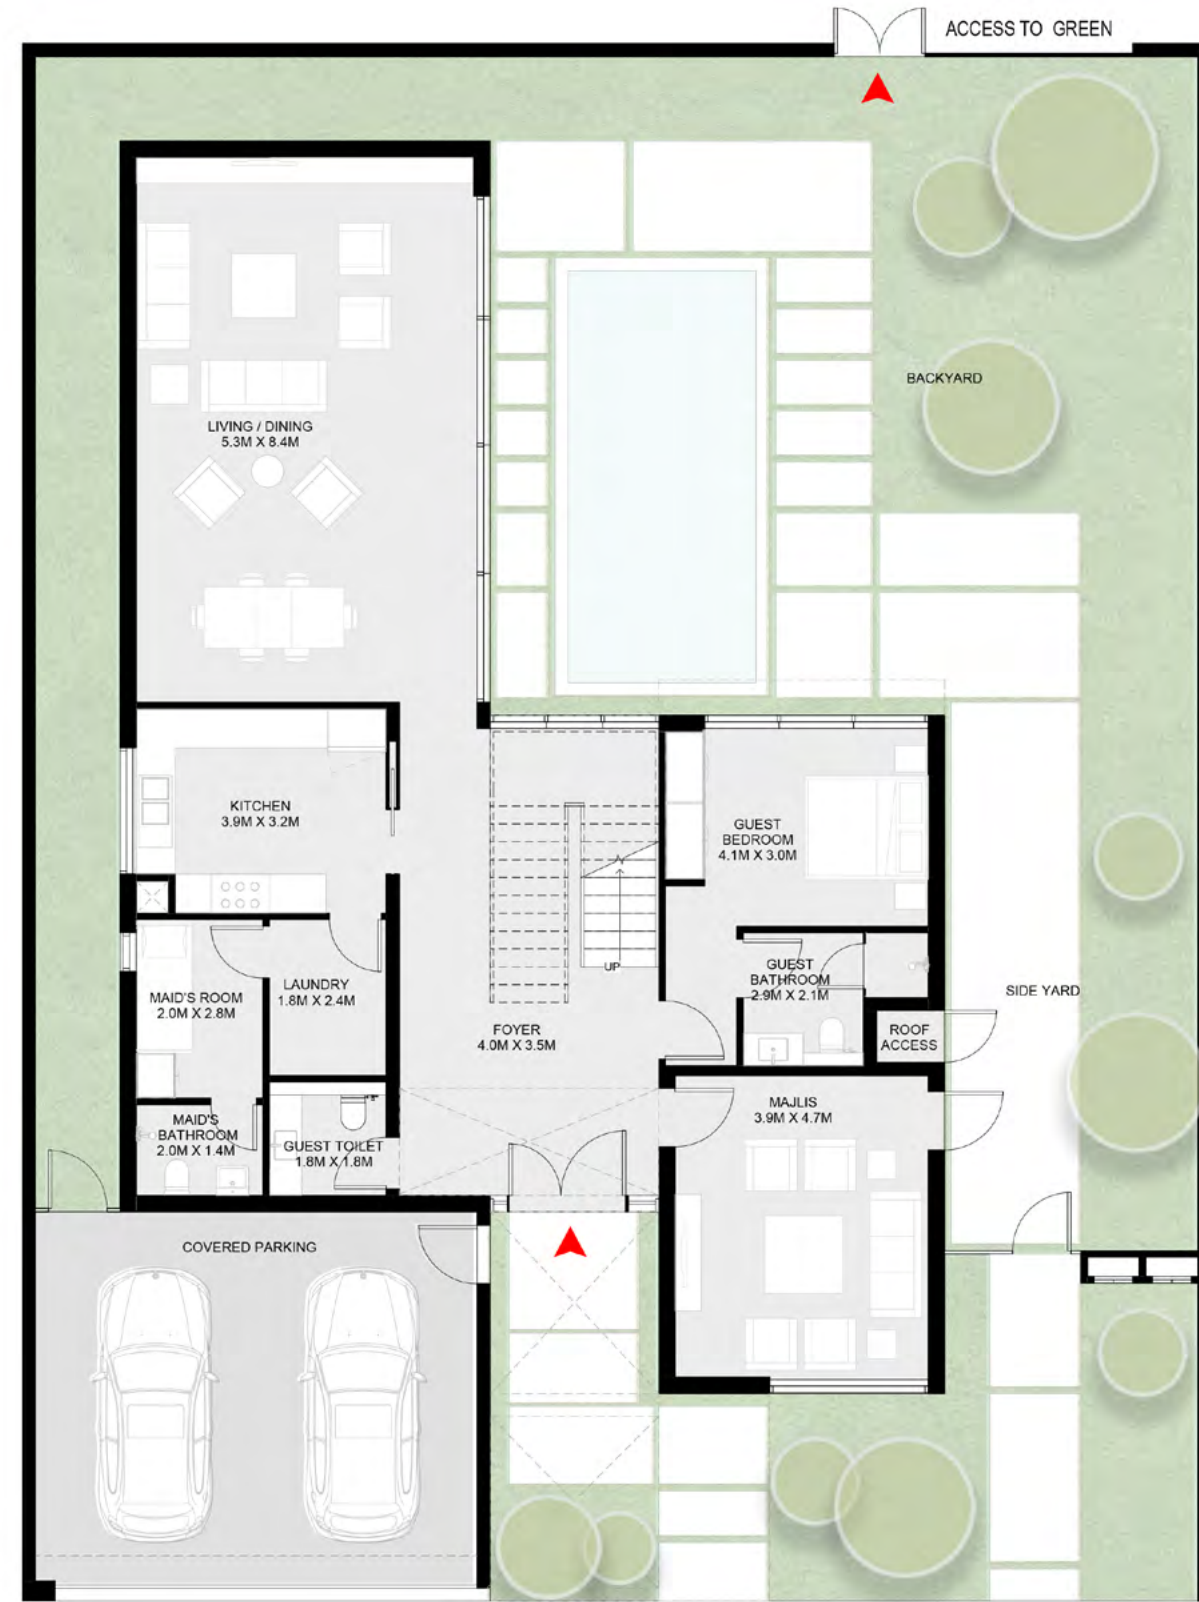 ACCESS TO GREEN
BACKYARD
LIVING / DINING
5.3M X 8.4M
KITCHEN
3.9M X 3.2M
GUEST
BEDROOM
4.1M X 3.0M
UP
GUEST
BATHROOM
2.9M X 2.1M
LAUNDRY
1.8M X 2.4M
MAID'S ROOM
2.0M X 2.8M
SIDE YARD
FOYER
4.0M X 3.5M
ROOF
ACCESS
MAJLIS
3.9M X 4.7M
MAID'S
BATHROOM
2.0M X 1.4M
GUEST TOILET
1.8M X 1.8M
COVERED PARKING